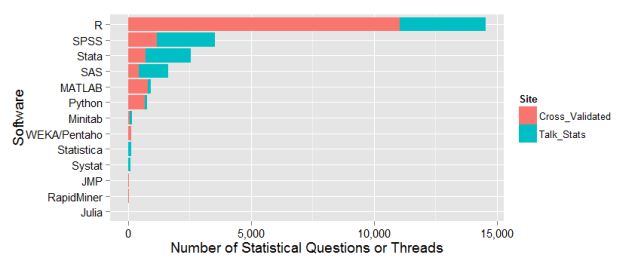 R
SPSS
Stata
SAS
MATLAB
Python
Minitab
WEKA/Pentaho
Statistica
Systat
JMP
RapidMiner
Julia
Software
0
5,000
10,000
15,000
Number of Statistical Questions or Threads
Site
Cross_Validated
Talk_Stats